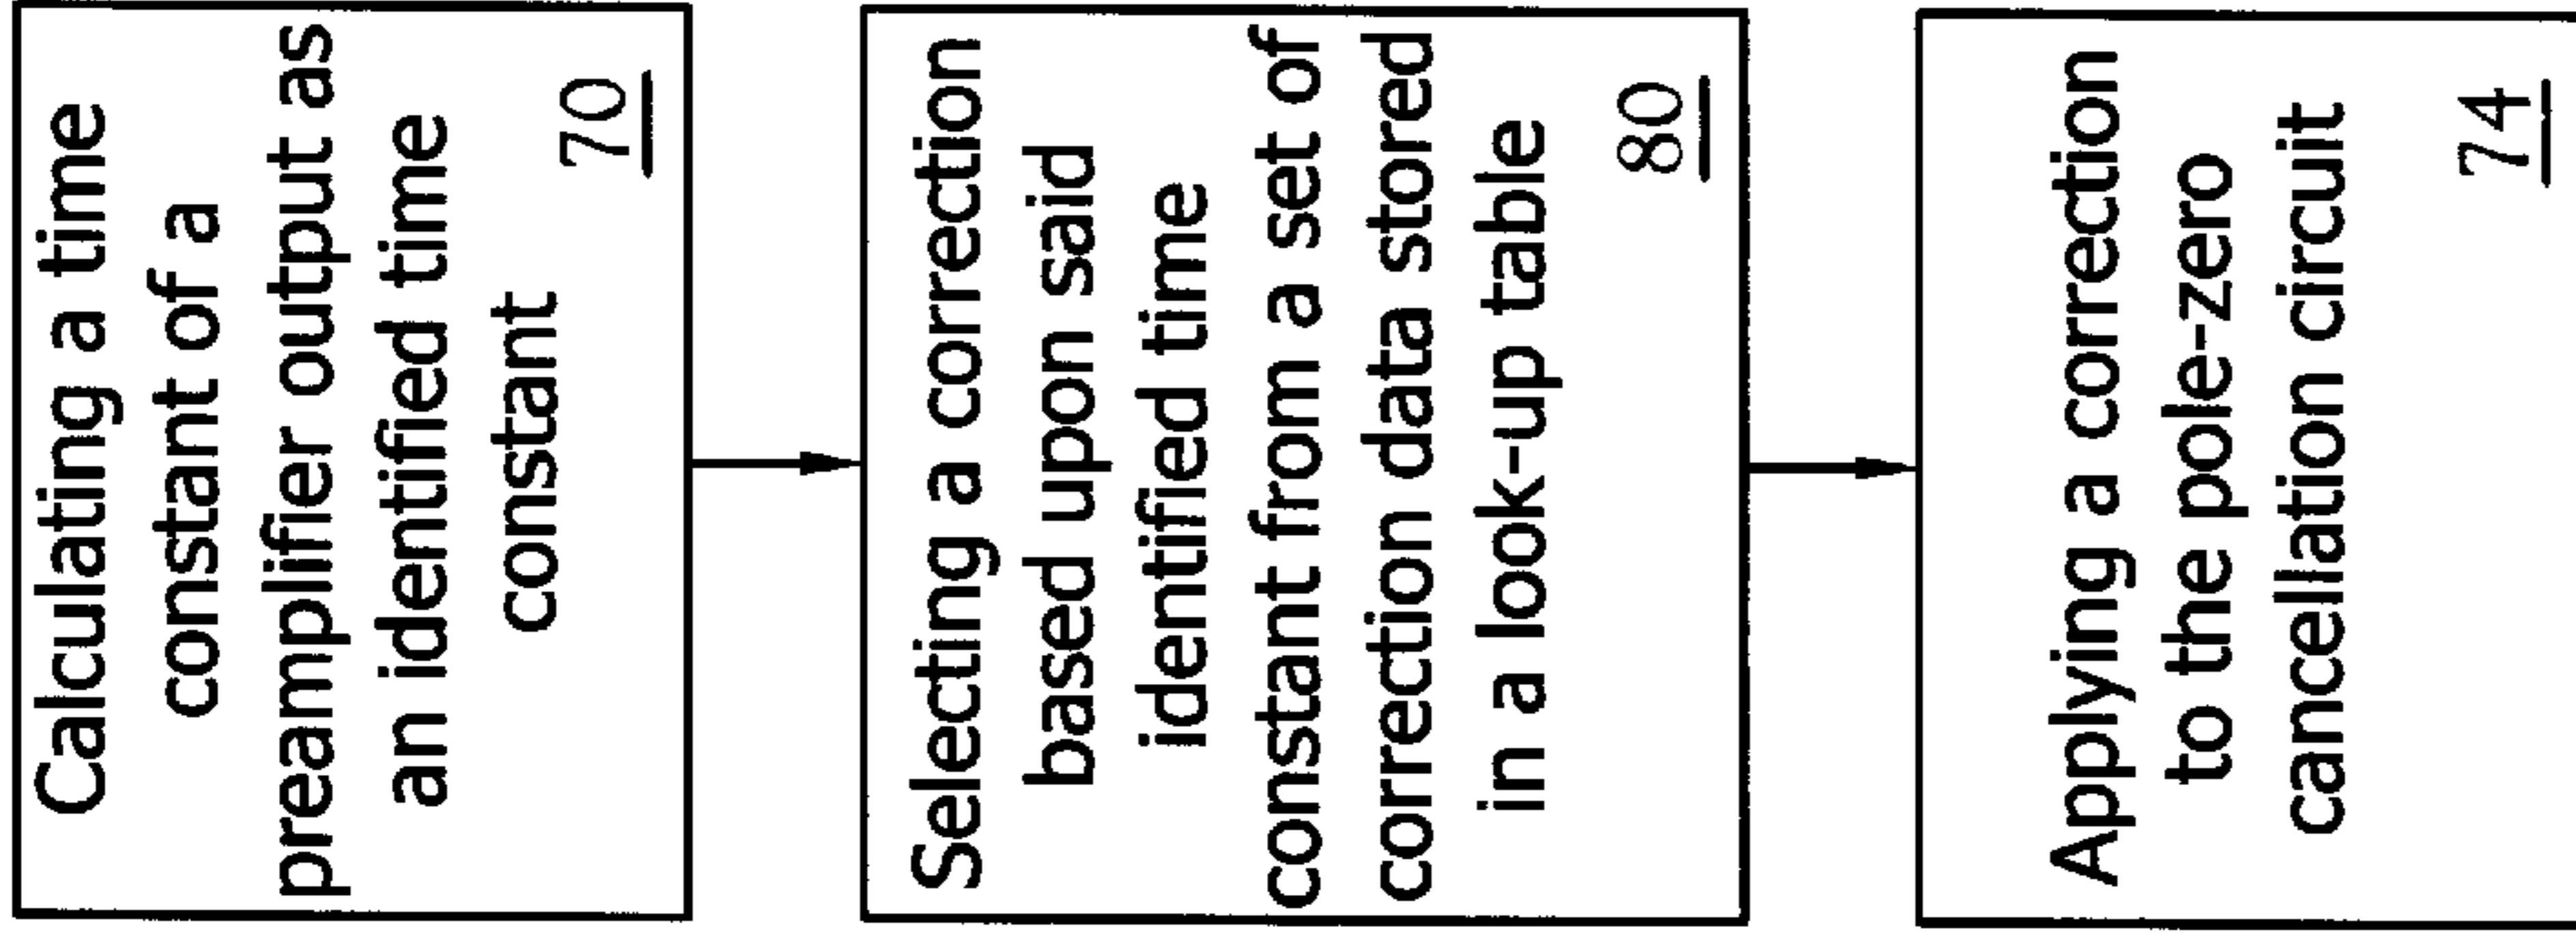 Calculating a time
constant of a
preamplifier output as
an identified time
constant
70
Selecting a correction
based upon said
identified time
constant from a set of
correction data stored
in a look-up table
80
Applying a correction
to the pole-zero
cancellation circuit
74